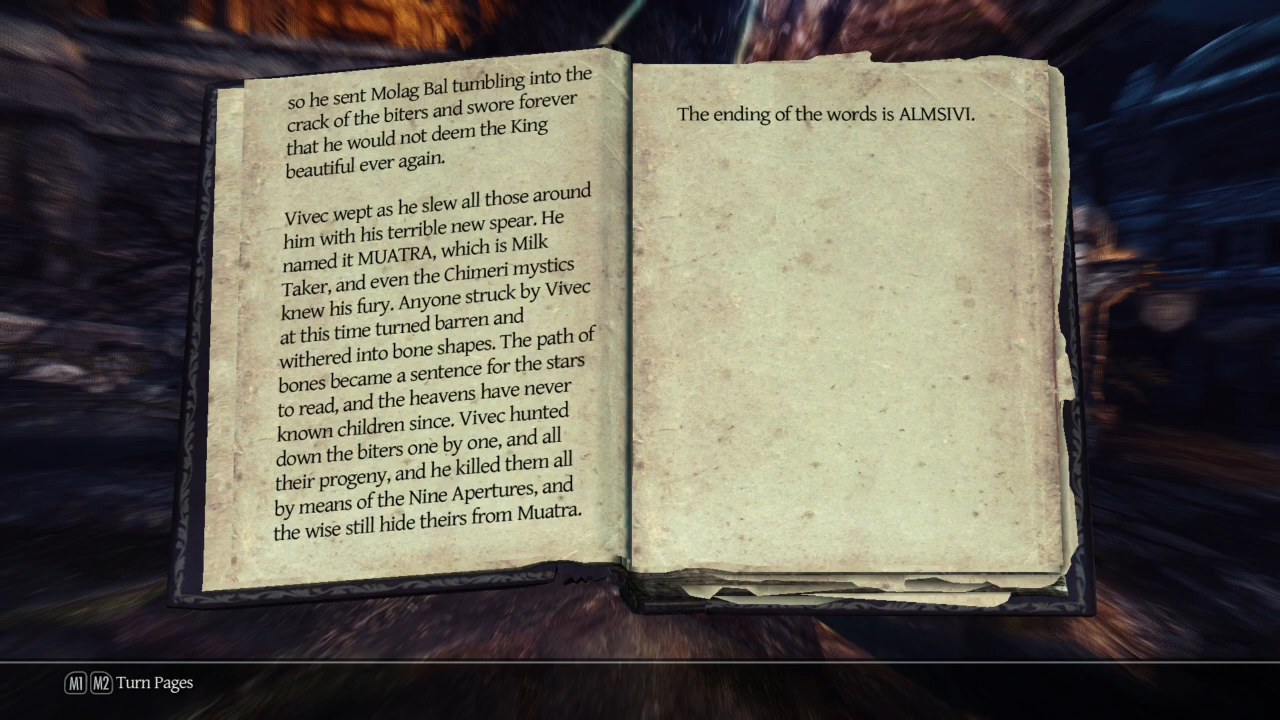 so he sent Molag Bal tumbling into the
crack of the biters and swore forever
that he would not deem the King
beautiful ever again.
Vivec wept as he slew all those around
him with his terrible new spear. He
named it MUATRA, which is Milk
Taker, and even the Chimeri mystics
knew his fury. Anyone struck by Vivec
at this time turned barren and
withered into bone shapes. The path of
bones became a sentence for the stars
to read, and the heavens have never
known children since. Vivec hunted
down the biters one by one, and all
their progeny, and he killed them all
by means of the Nine Apertures, and
the wise still hide theirs from Muatra.
The ending of the words is ALMSIVI.
M1 M2 Turn Pages